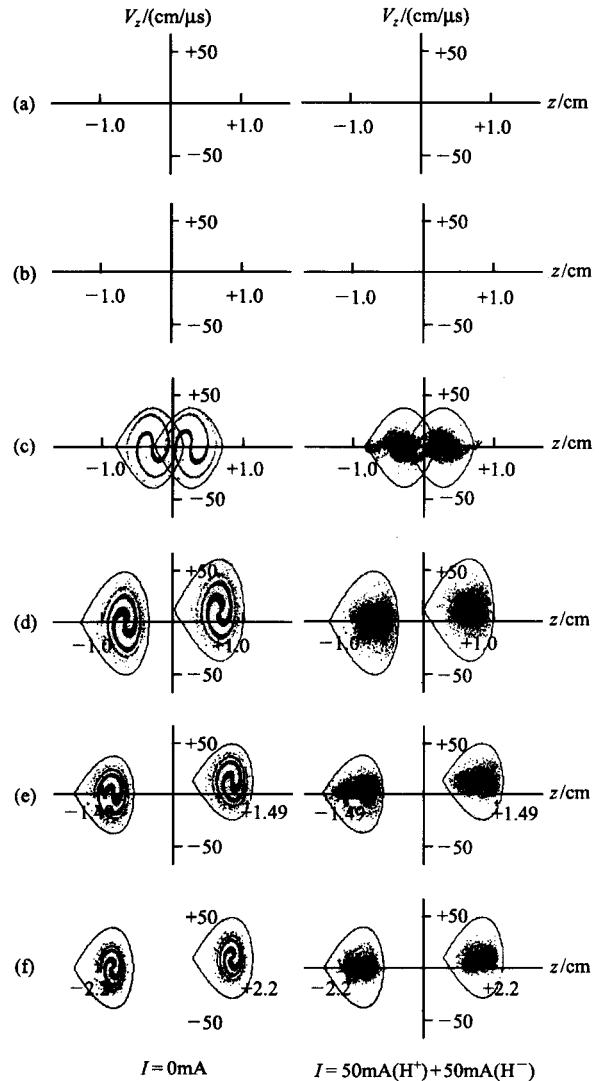 V_z/(cm/μs) V_z/(cm/μs)
+50 +50
(a) z/cm
−1.0 +1.0 −1.0 +1.0
−50 −50
+50 +50
(b) z/cm
−1.0 +1.0 −1.0 +1.0
−50 −50
+50 +50
(c) z/cm
−1.0 +1.0 −1.0 +1.0
−50 −50
+50 +50
(d) z/cm
−1.0 +1.0 −1.0 +1.0
−50 −50
+50 +50
(e) z/cm
−1.49 +1.49 −1.49 +1.49
−50 −50
+50 +50
(f) z/cm
−2.2 +2.2 −2.2 +2.2
−50 −50
I=0mA I=50mA(H⁺)+50mA(H⁻)